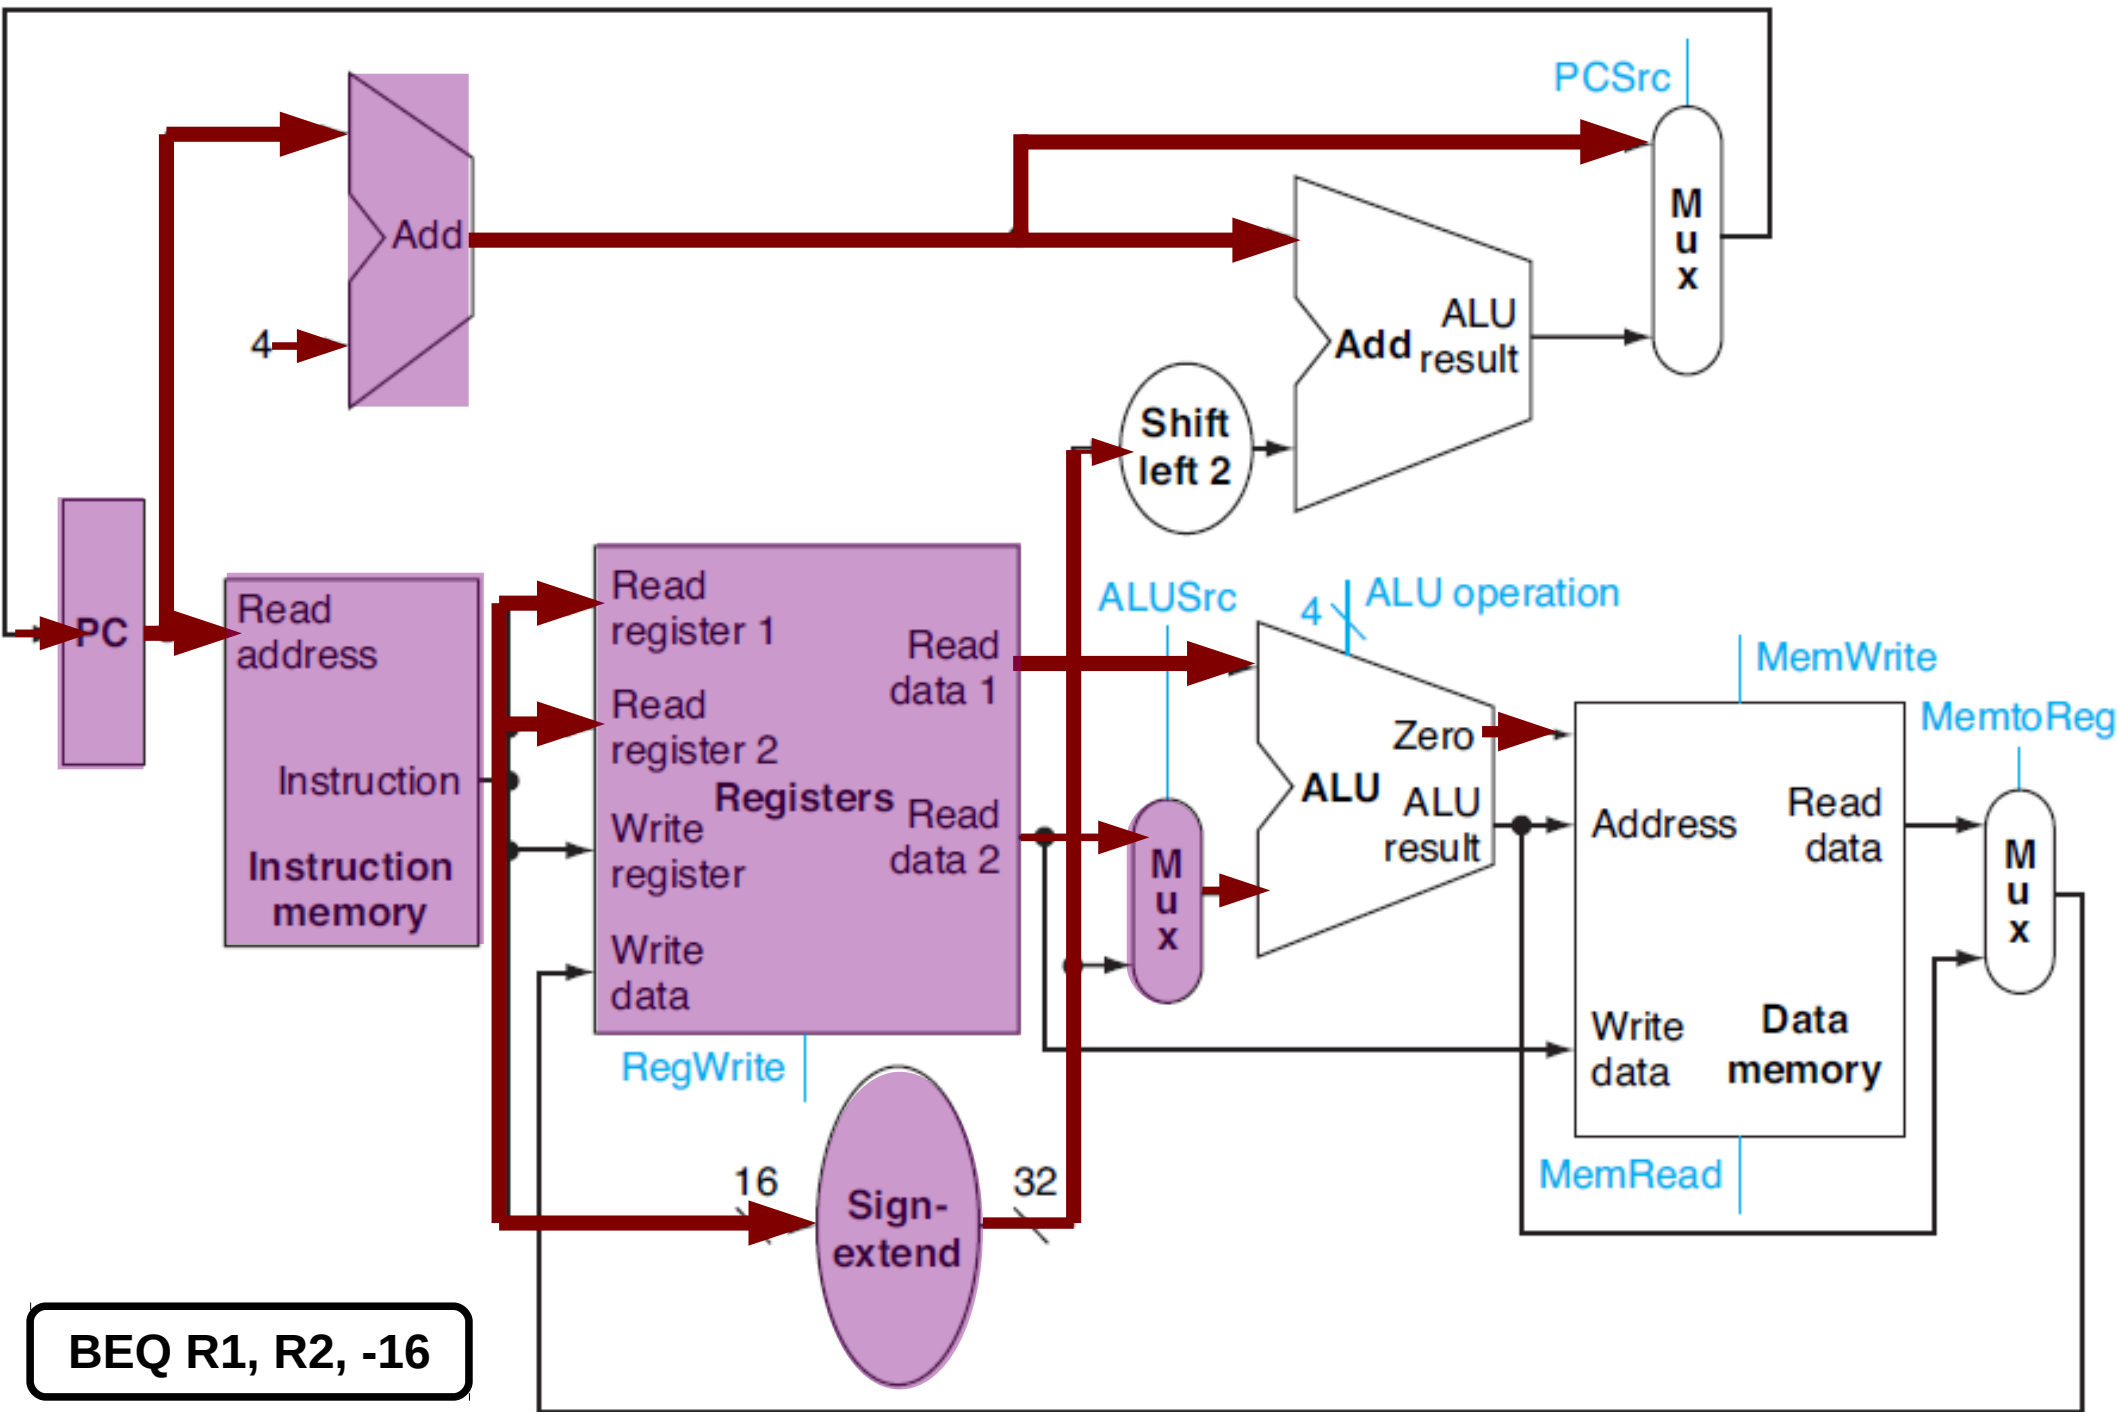 PCSrc
M
u
x
Add
ALU
result
Add
4
Shift
left 2
PC
Read
address
Instruction
Instruction
memory
Read
register 1
Read
register 2
Registers
Write
register
Write
data
Read
data 1
Read
data 2
RegWrite
ALUSrc
M
u
x
4
ALU operation
Zero
ALU
ALU
result
MemWrite
MemtoReg
Address
Read
data
Write
data
Data
memory
MemRead
M
u
x
16
Sign-
extend
32
BEQ R1, R2, -16